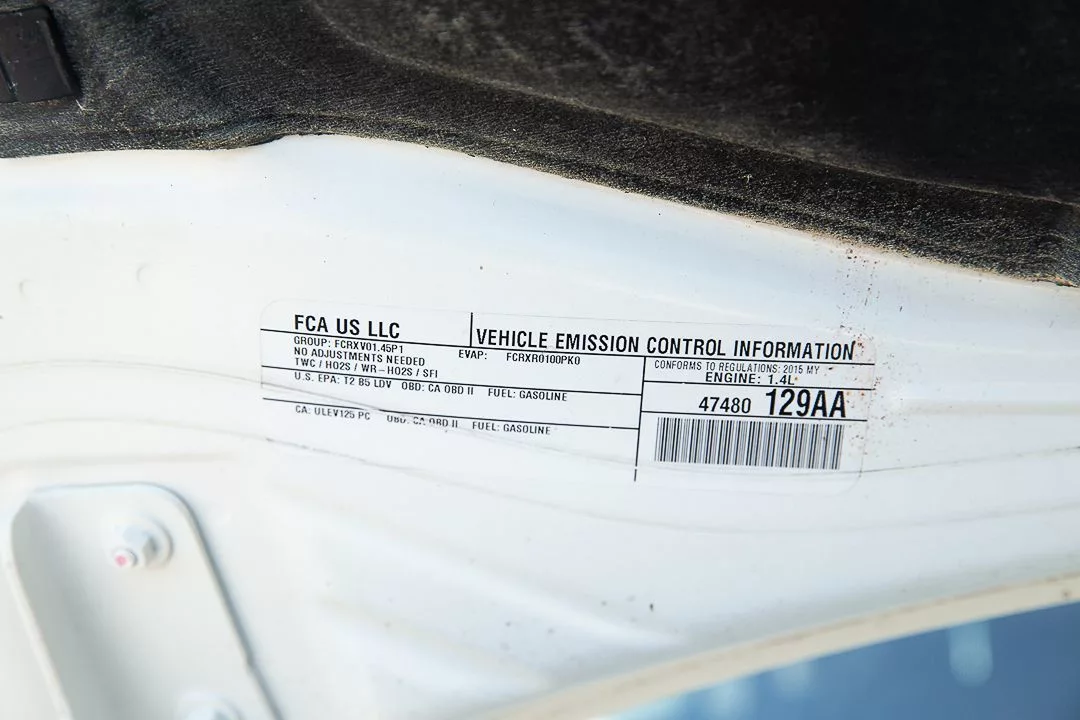 FCA US LLC
VEHICLE EMISSION CONTROL INFORMATION
GROUP: FCRXV01.45P1
EVAP: FCRXR0100PK0
NO ADJUSTMENTS NEEDED
TWC / HO2S / WR-HO2S / SFI
U.S. EPA: T2 B5 LDV OBD: CA OBD II FUEL: GASOLINE
CA: ULEV125 PC OBD: CA OBD II FUEL: GASOLINE
CONFORMS TO REGULATIONS: 2015 MY
ENGINE: 1.4L
47480 129AA